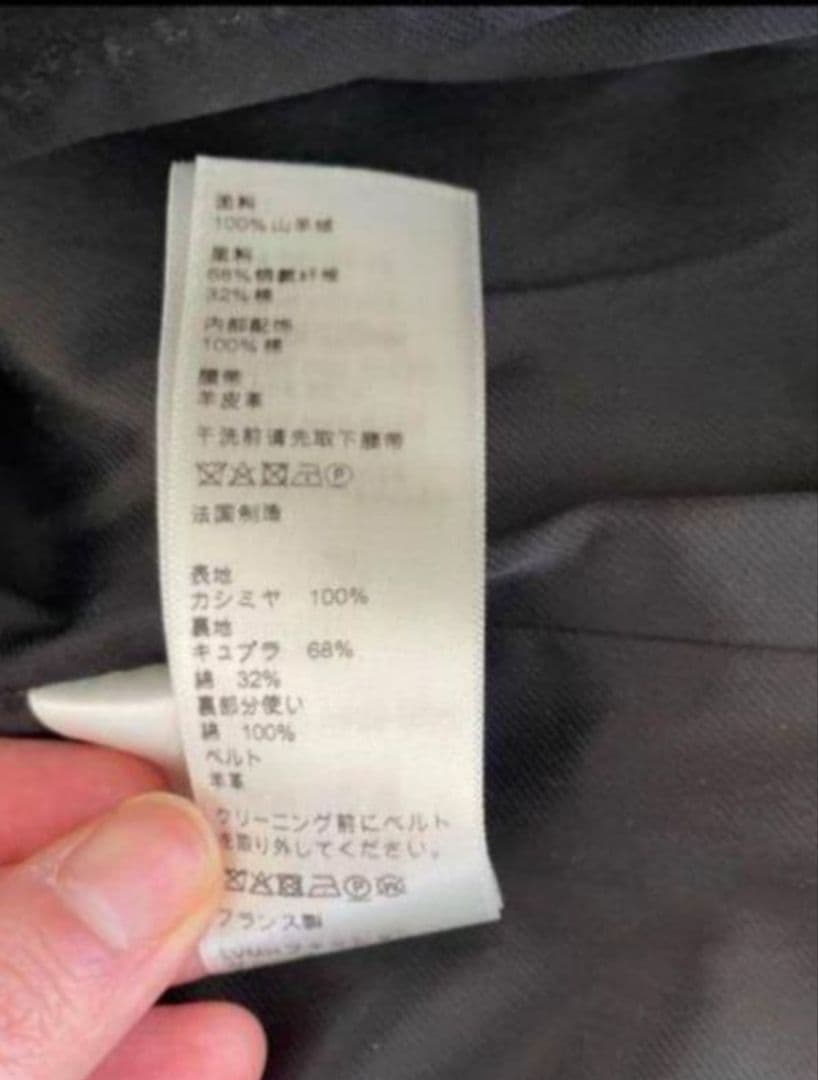 面料
100%山羊绒
里料
68%铜氨纤维
32%棉
内部配饰
100%棉
腰带
羊皮革
干洗前请先取下腰带
法国制造
表地
カシミヤ 100%
裏地
キュプラ 68%
綿 32%
裏部分使い
綿 100%
ベルト
羊革
クリーニング前にベルト
を取り外してください。
フランス製